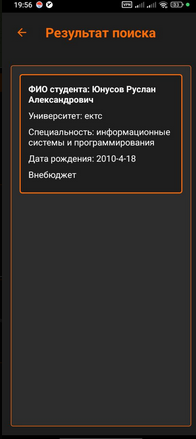 19:56
Результат поиска
ФИО студента: Юнусов Руслан
Александрович
Университет: ектс
Специальность: информационные
системы и программирования
Дата рождения: 2010-4-18
Внебюджет